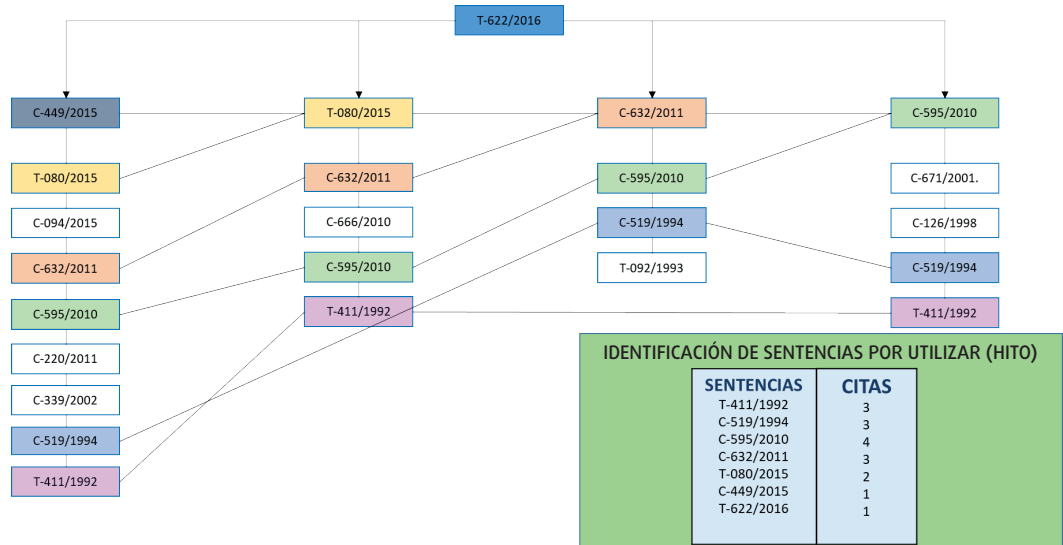 T-622/2016
C-449/2015
T-080/2015
C-632/2011
C-595/2010
T-080/2015
C-094/2015
C-632/2011
C-595/2010
C-220/2011
C-339/2002
C-519/1994
T-411/1992
C-632/2011
C-666/2010
C-595/2010
T-411/1992
C-595/2010
C-519/1994
T-092/1993
C-671/2001.
C-126/1998
C-519/1994
T-411/1992
IDENTIFICACIÓN DE SENTENCIAS POR UTILIZAR (HITO)
SENTENCIAS CITAS
T-411/1992 3
C-519/1994 3
C-595/2010 4
C-632/2011 3
T-080/2015 2
C-449/2015 1
T-622/2016 1